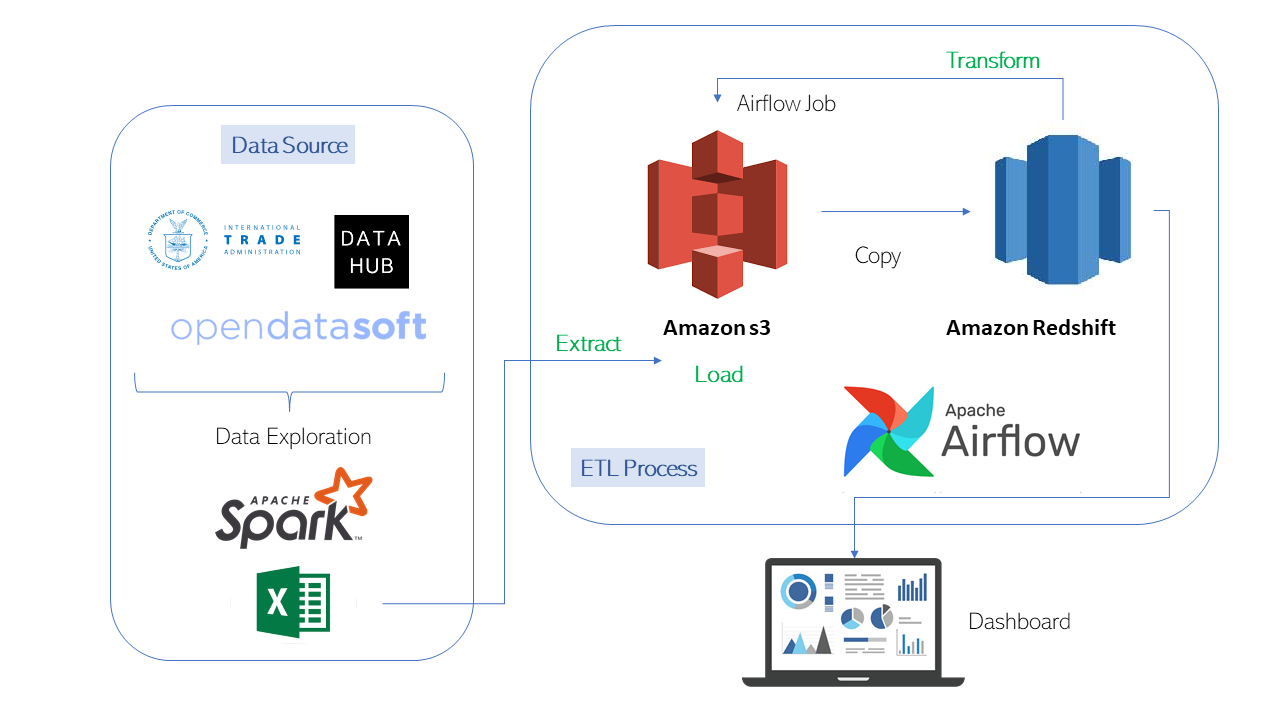 Data Source
DEPARTMENT OF COMMERCE
UNITED STATES OF AMERICA
INTERNATIONAL
TRADE
ADMINISTRATION
DATA
HUB
opendatasoft
Data Exploration
APACHE
Spark™
X
Transform
Airflow Job
Copy
Amazon s3
Amazon Redshift
Extract
Load
Apache
Airflow
ETL Process
Dashboard